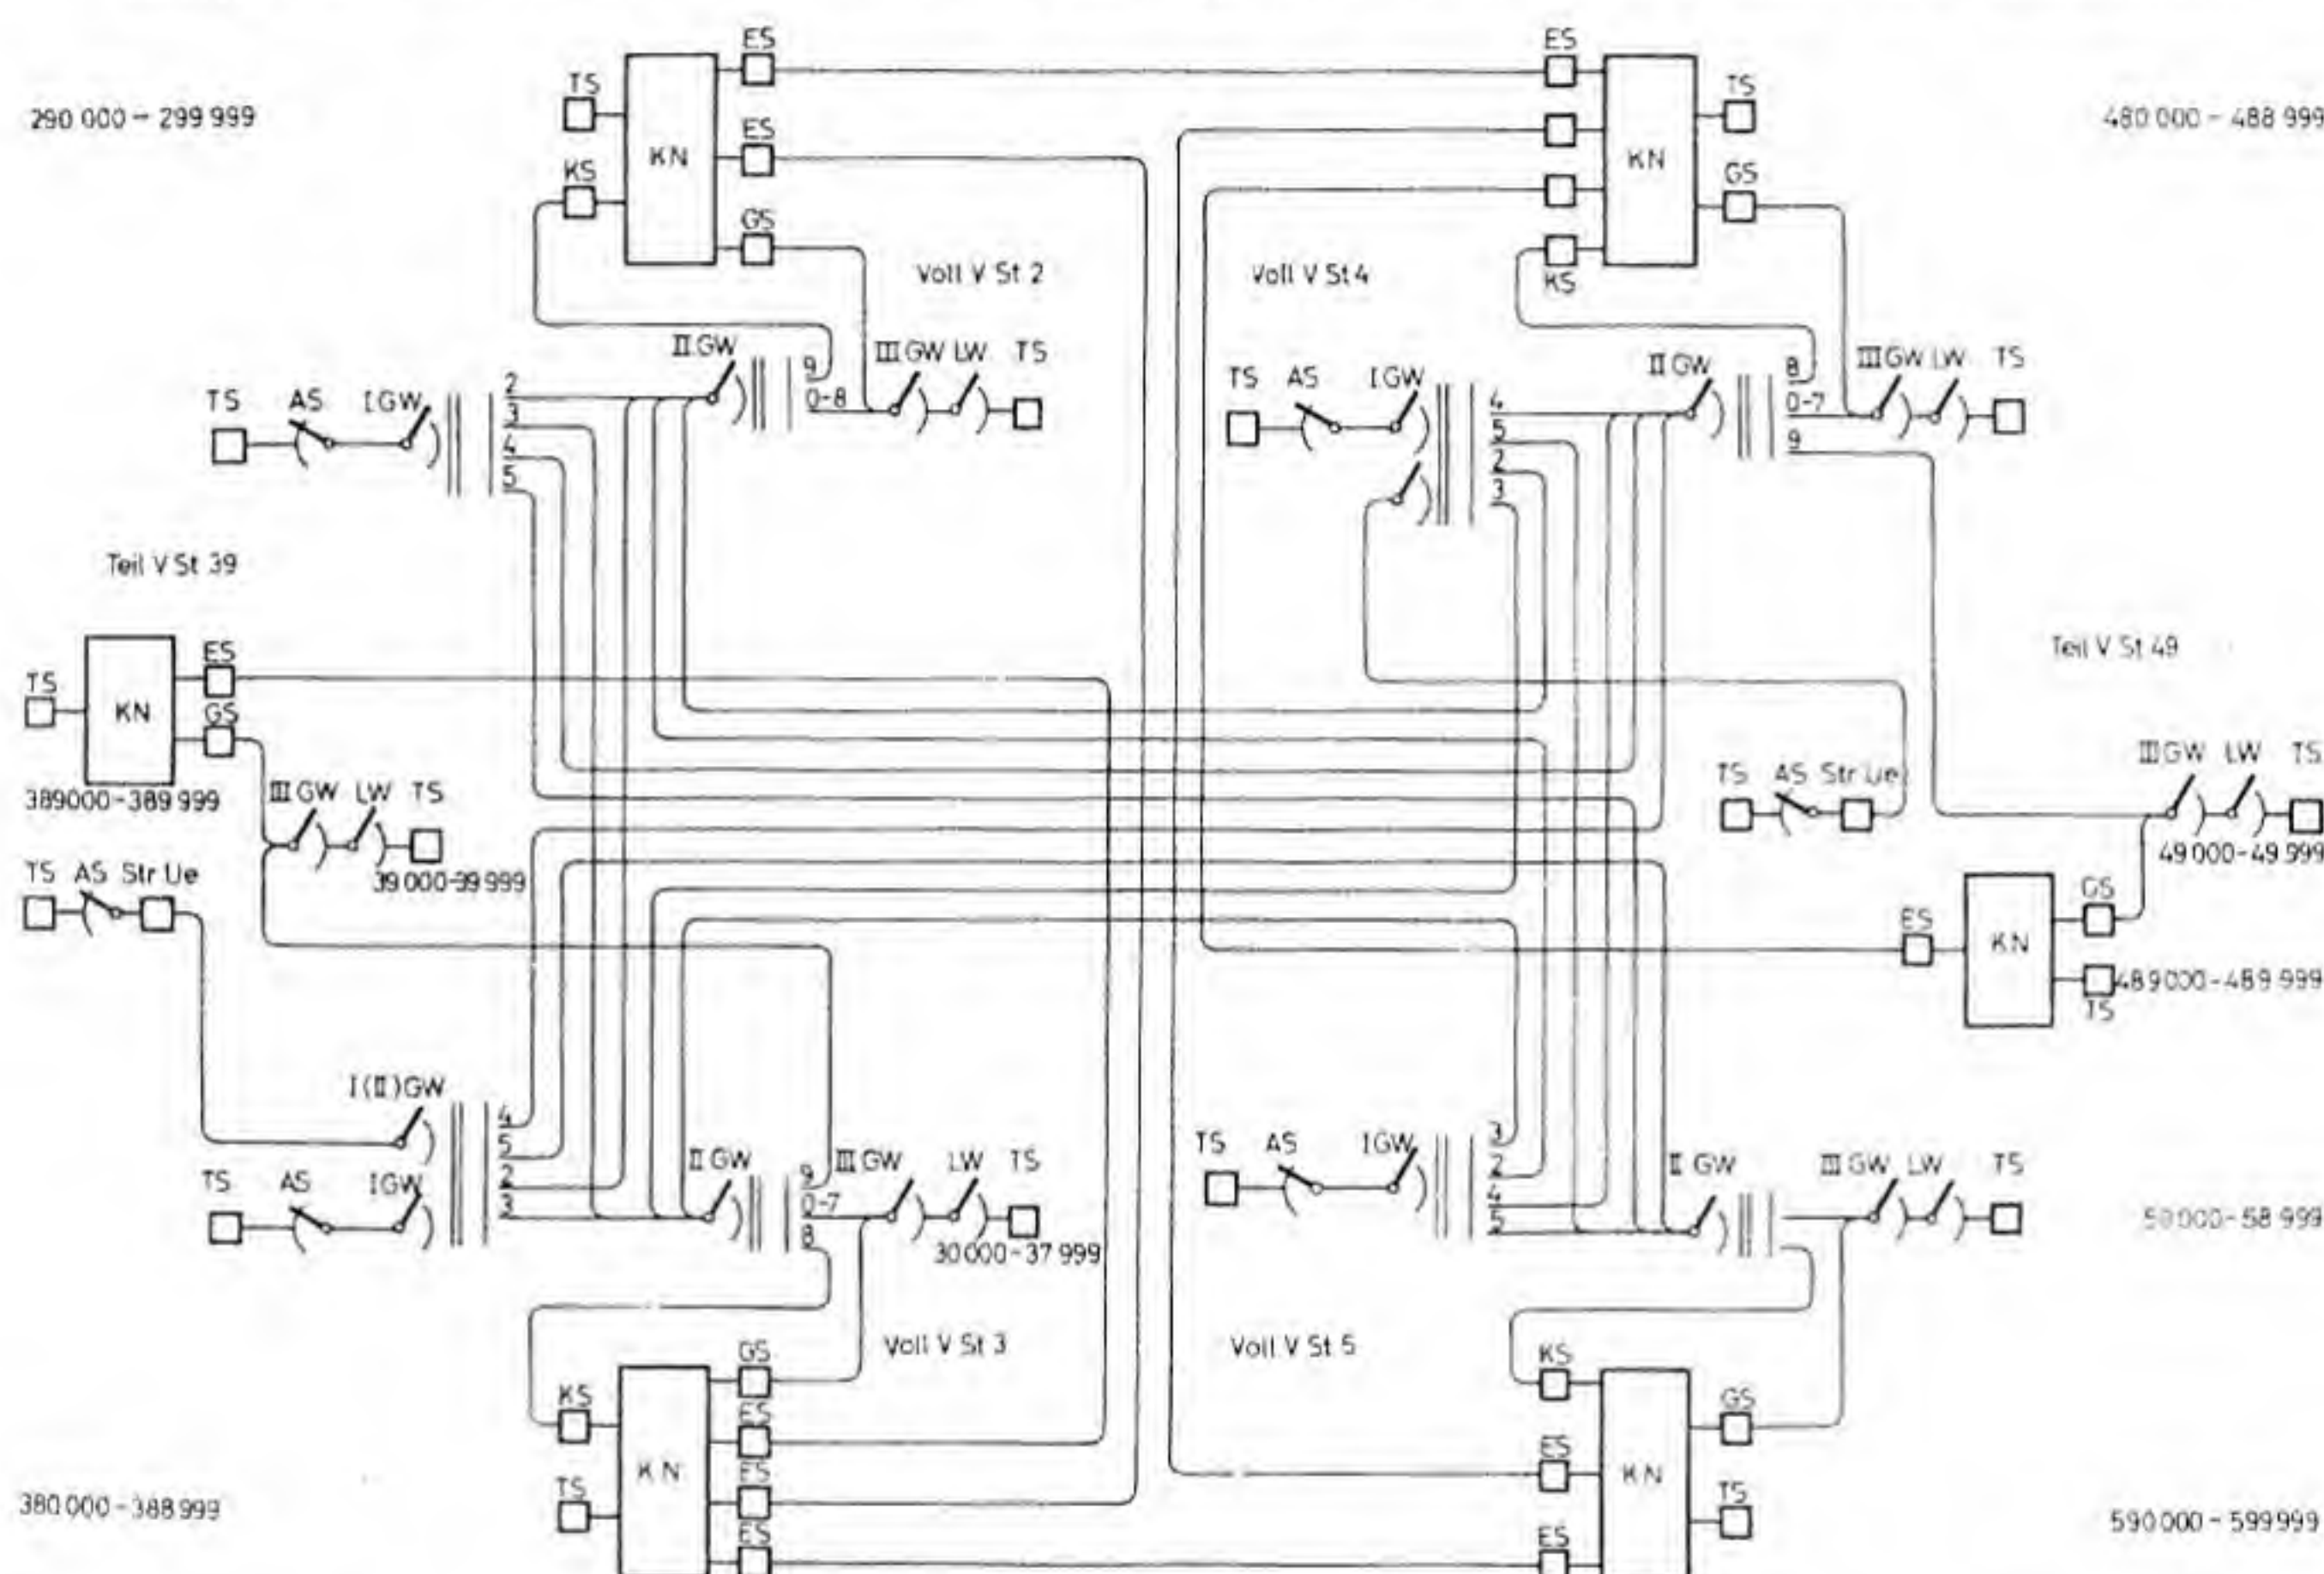 ES
ES
TS
TS
290 000 - 299 999
480 000 - 488 999
ES
KN
KN
KS
GS
GS
Voll V St 2
Voll V St 4
KS
II GW
9
III GW LW TS
0-8
II GW
8
III GW LW TS
0-7
9
TS AS I GW
2
3
4
5
TS AS I GW
4
5
2
3
Teil V St 39
Teil V St 49
ES
TS
KN
GS
389000-389 999
III GW LW TS
39 000-39 999
TS AS Str Ue
III GW LW TS
49 000-49 999
TS AS Str Ue
GS
ES
KN
489000-489 999
TS
I(II)GW
4
5
2
3
TS AS I GW
II GW
9
0-7
8
III GW LW TS
30 000-37 999
TS AS I GW
3
2
4
5
II GW
III GW LW TS
50 000-58 999
Voll V St 3
Voll V St 5
GS
KS
KS
GS
ES
KN
ES
ES
KN
TS
TS
380 000-388 999
590 000 - 599 999
ES
ES